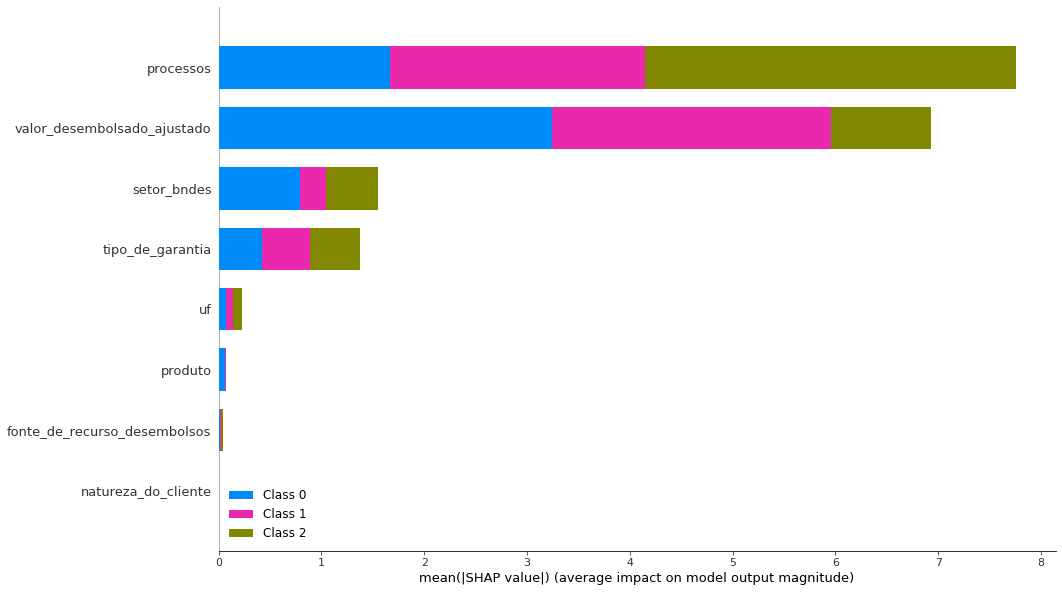 processos
valor_desembolsado_ajustado
setor_bndes
tipo_de_garantia
uf
produto
fonte_de_recurso_desembolsos
natureza_do_cliente
Class 0
Class 1
Class 2
0 1 2 3 4 5 6 7 8
mean(|SHAP value|) (average impact on model output magnitude)